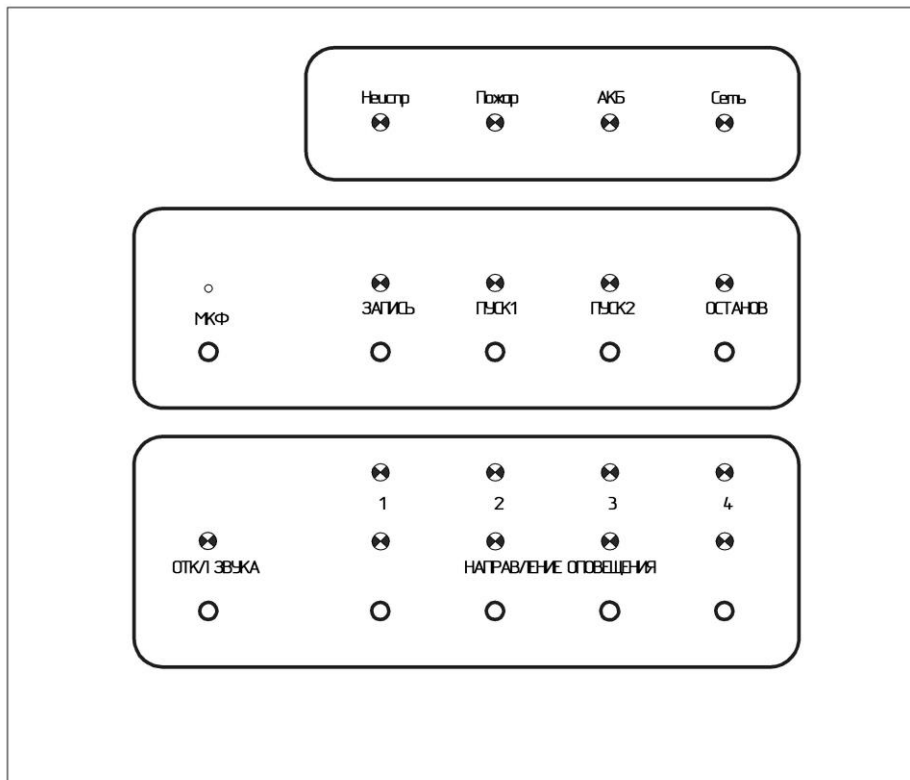 Неиспр Пожар АКБ Сеть
МКФ ЗАПИСЬ ПУСК1 ПУСК2 ОСТАНОВ
1 2 3 4
ОТКЛ ЗВУКА НАПРАВЛЕНИЕ ОПОВЕЩЕНИЯ